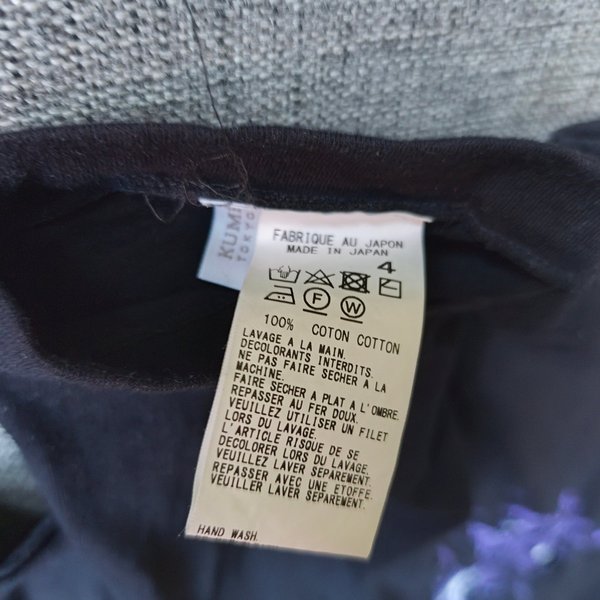 TOKYO
FABRIQUE AU JAPON
MADE IN JAPAN
4
F
W
100% COTON COTTON
LAVAGE A LA MAIN.
DECOLORANTS INTERDITS.
NE PAS FAIRE SECHER A LA
MACHINE.
FAIRE SECHER A PLAT A L'OMBRE.
REPASSER AU FER DOUX.
VEUILLEZ UTILISER UN FILET
LORS DU LAVAGE.
L'ARTICLE RISQUE DE SE
DECOLORER LORS DU LAVAGE.
VEUILLEZ LAVER SEPAREMENT.
REPASSER AVEC UNE ETOFFE.
VEUILLER LAVER SEPAREMENT.
HAND WASH.